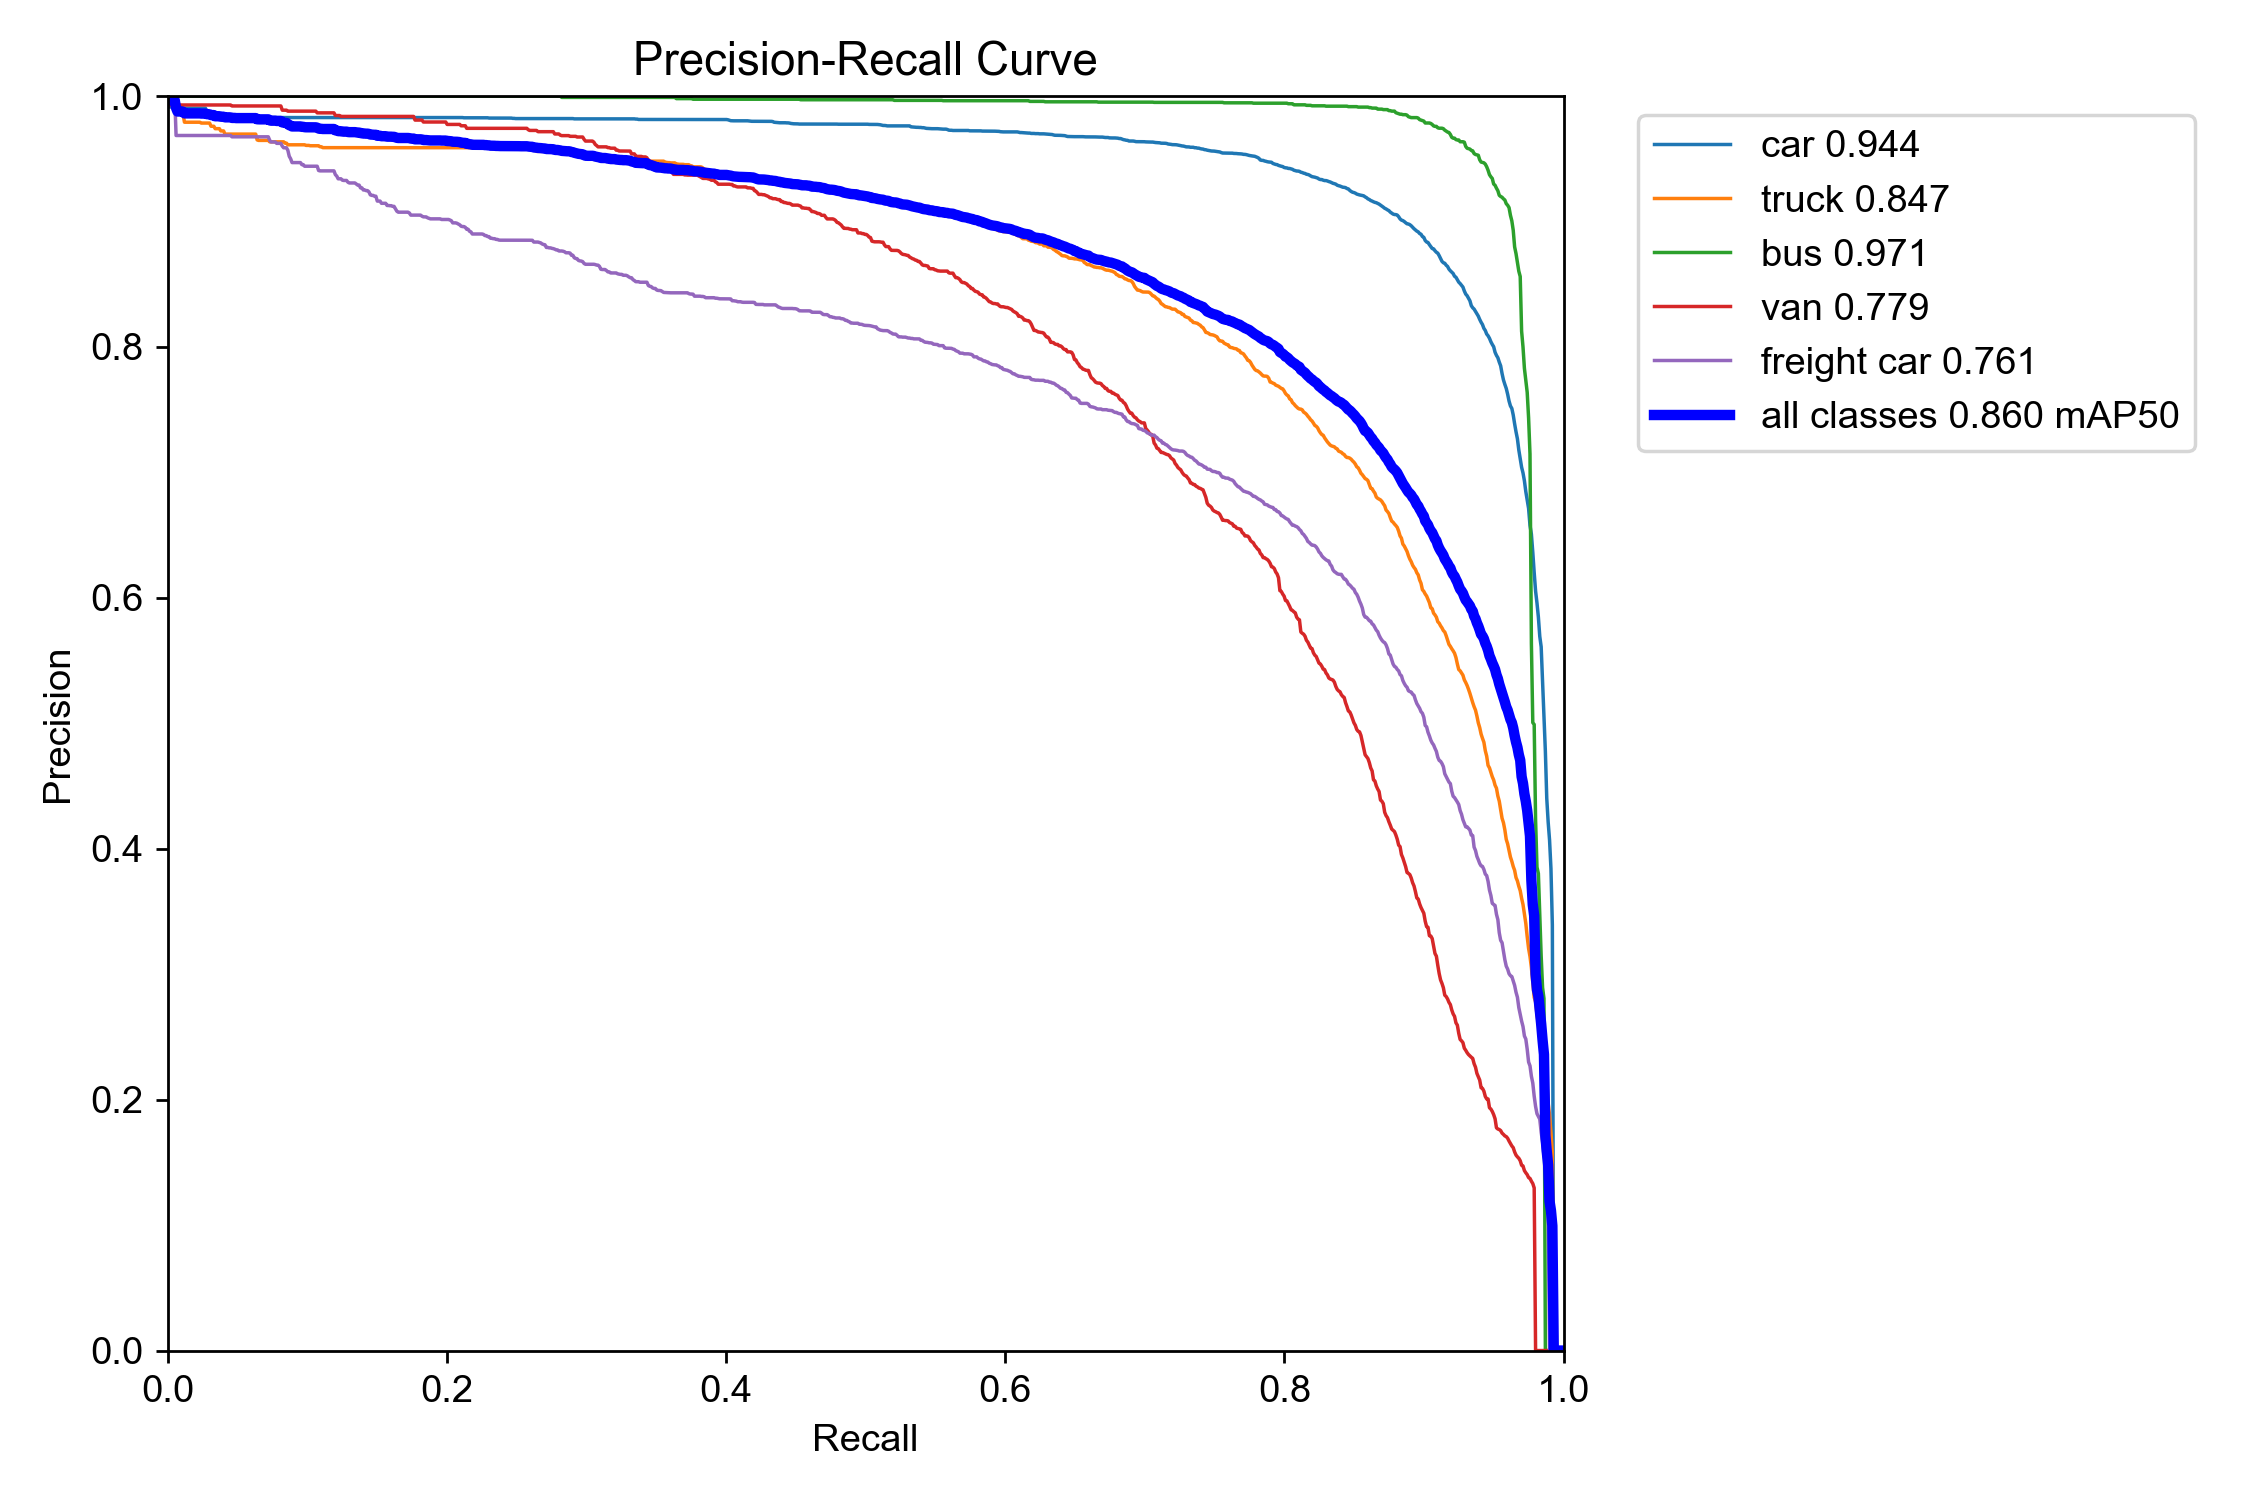 Precision-Recall Curve
1.0
0.8
0.6
0.4
0.2
0.0
Precision
0.0 0.2 0.4 0.6 0.8 1.0
Recall
car 0.944
truck 0.847
bus 0.971
van 0.779
freight car 0.761
all classes 0.860 mAP50